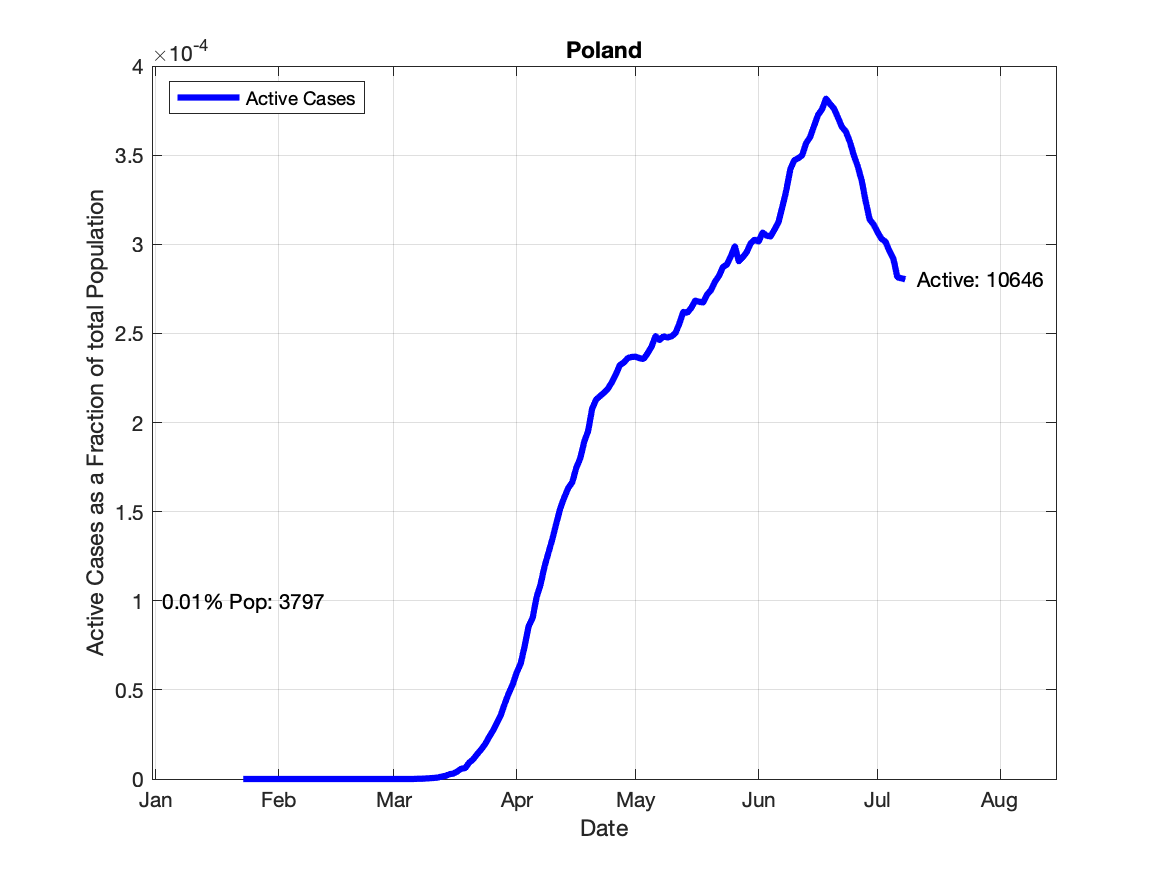 Poland
×10-4
Active Cases
4
3.5
3
2.5
2
1.5
1
0.5
0
Active Cases as a Fraction of total Population
Active: 10646
0.01% Pop: 3797
Jan Feb Mar Apr May Jun Jul Aug
Date